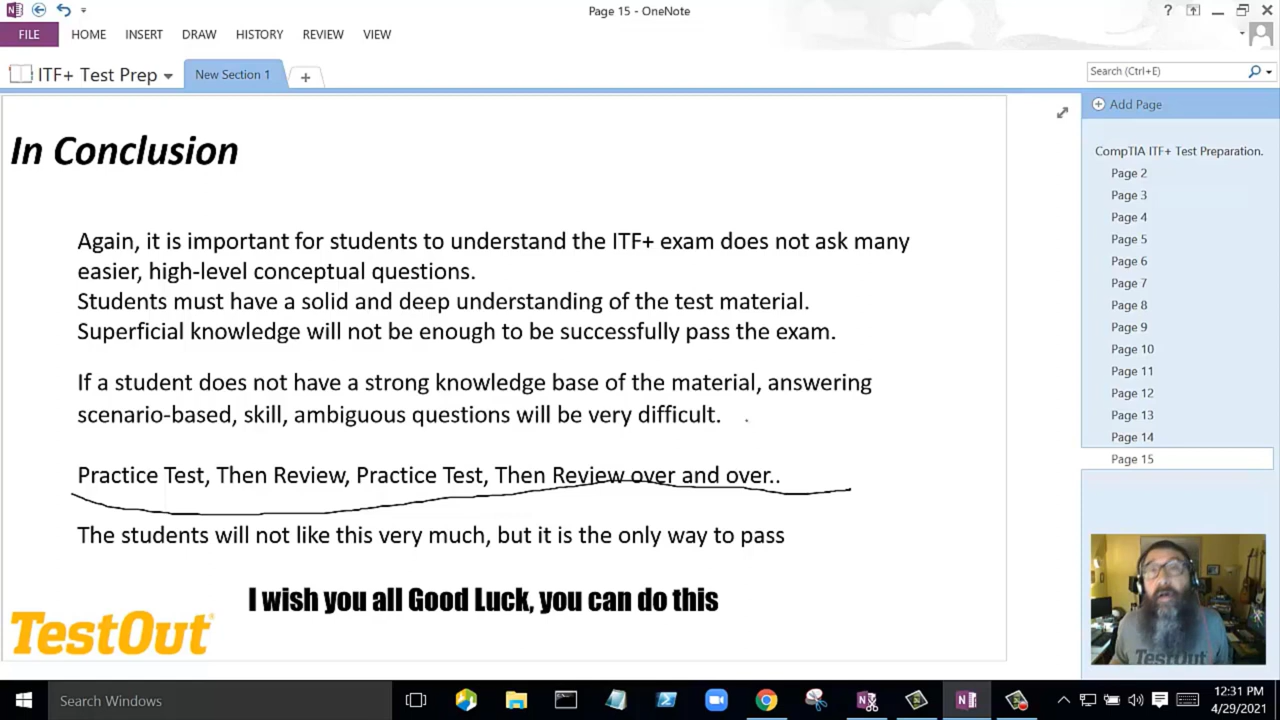 Page 15 - OneNote
FILE HOME INSERT DRAW HISTORY REVIEW VIEW
ITF+ Test Prep New Section 1 Search (Ctrl+E)
Add Page
In Conclusion
Again, it is important for students to understand the ITF+ exam does not ask many
easier, high-level conceptual questions.
Students must have a solid and deep understanding of the test material.
Superficial knowledge will not be enough to be successfully pass the exam.
If a student does not have a strong knowledge base of the material, answering
scenario-based, skill, ambiguous questions will be very difficult.
Practice Test, Then Review, Practice Test, Then Review over and over..
The students will not like this very much, but it is the only way to pass
I wish you all Good Luck, you can do this
TestOut
CompTIA ITF+ Test Preparation.
Page 2
Page 3
Page 4
Page 5
Page 6
Page 7
Page 8
Page 9
Page 10
Page 11
Page 12
Page 13
Page 14
Page 15
TestOut
Search Windows
12:31 PM
4/29/2021